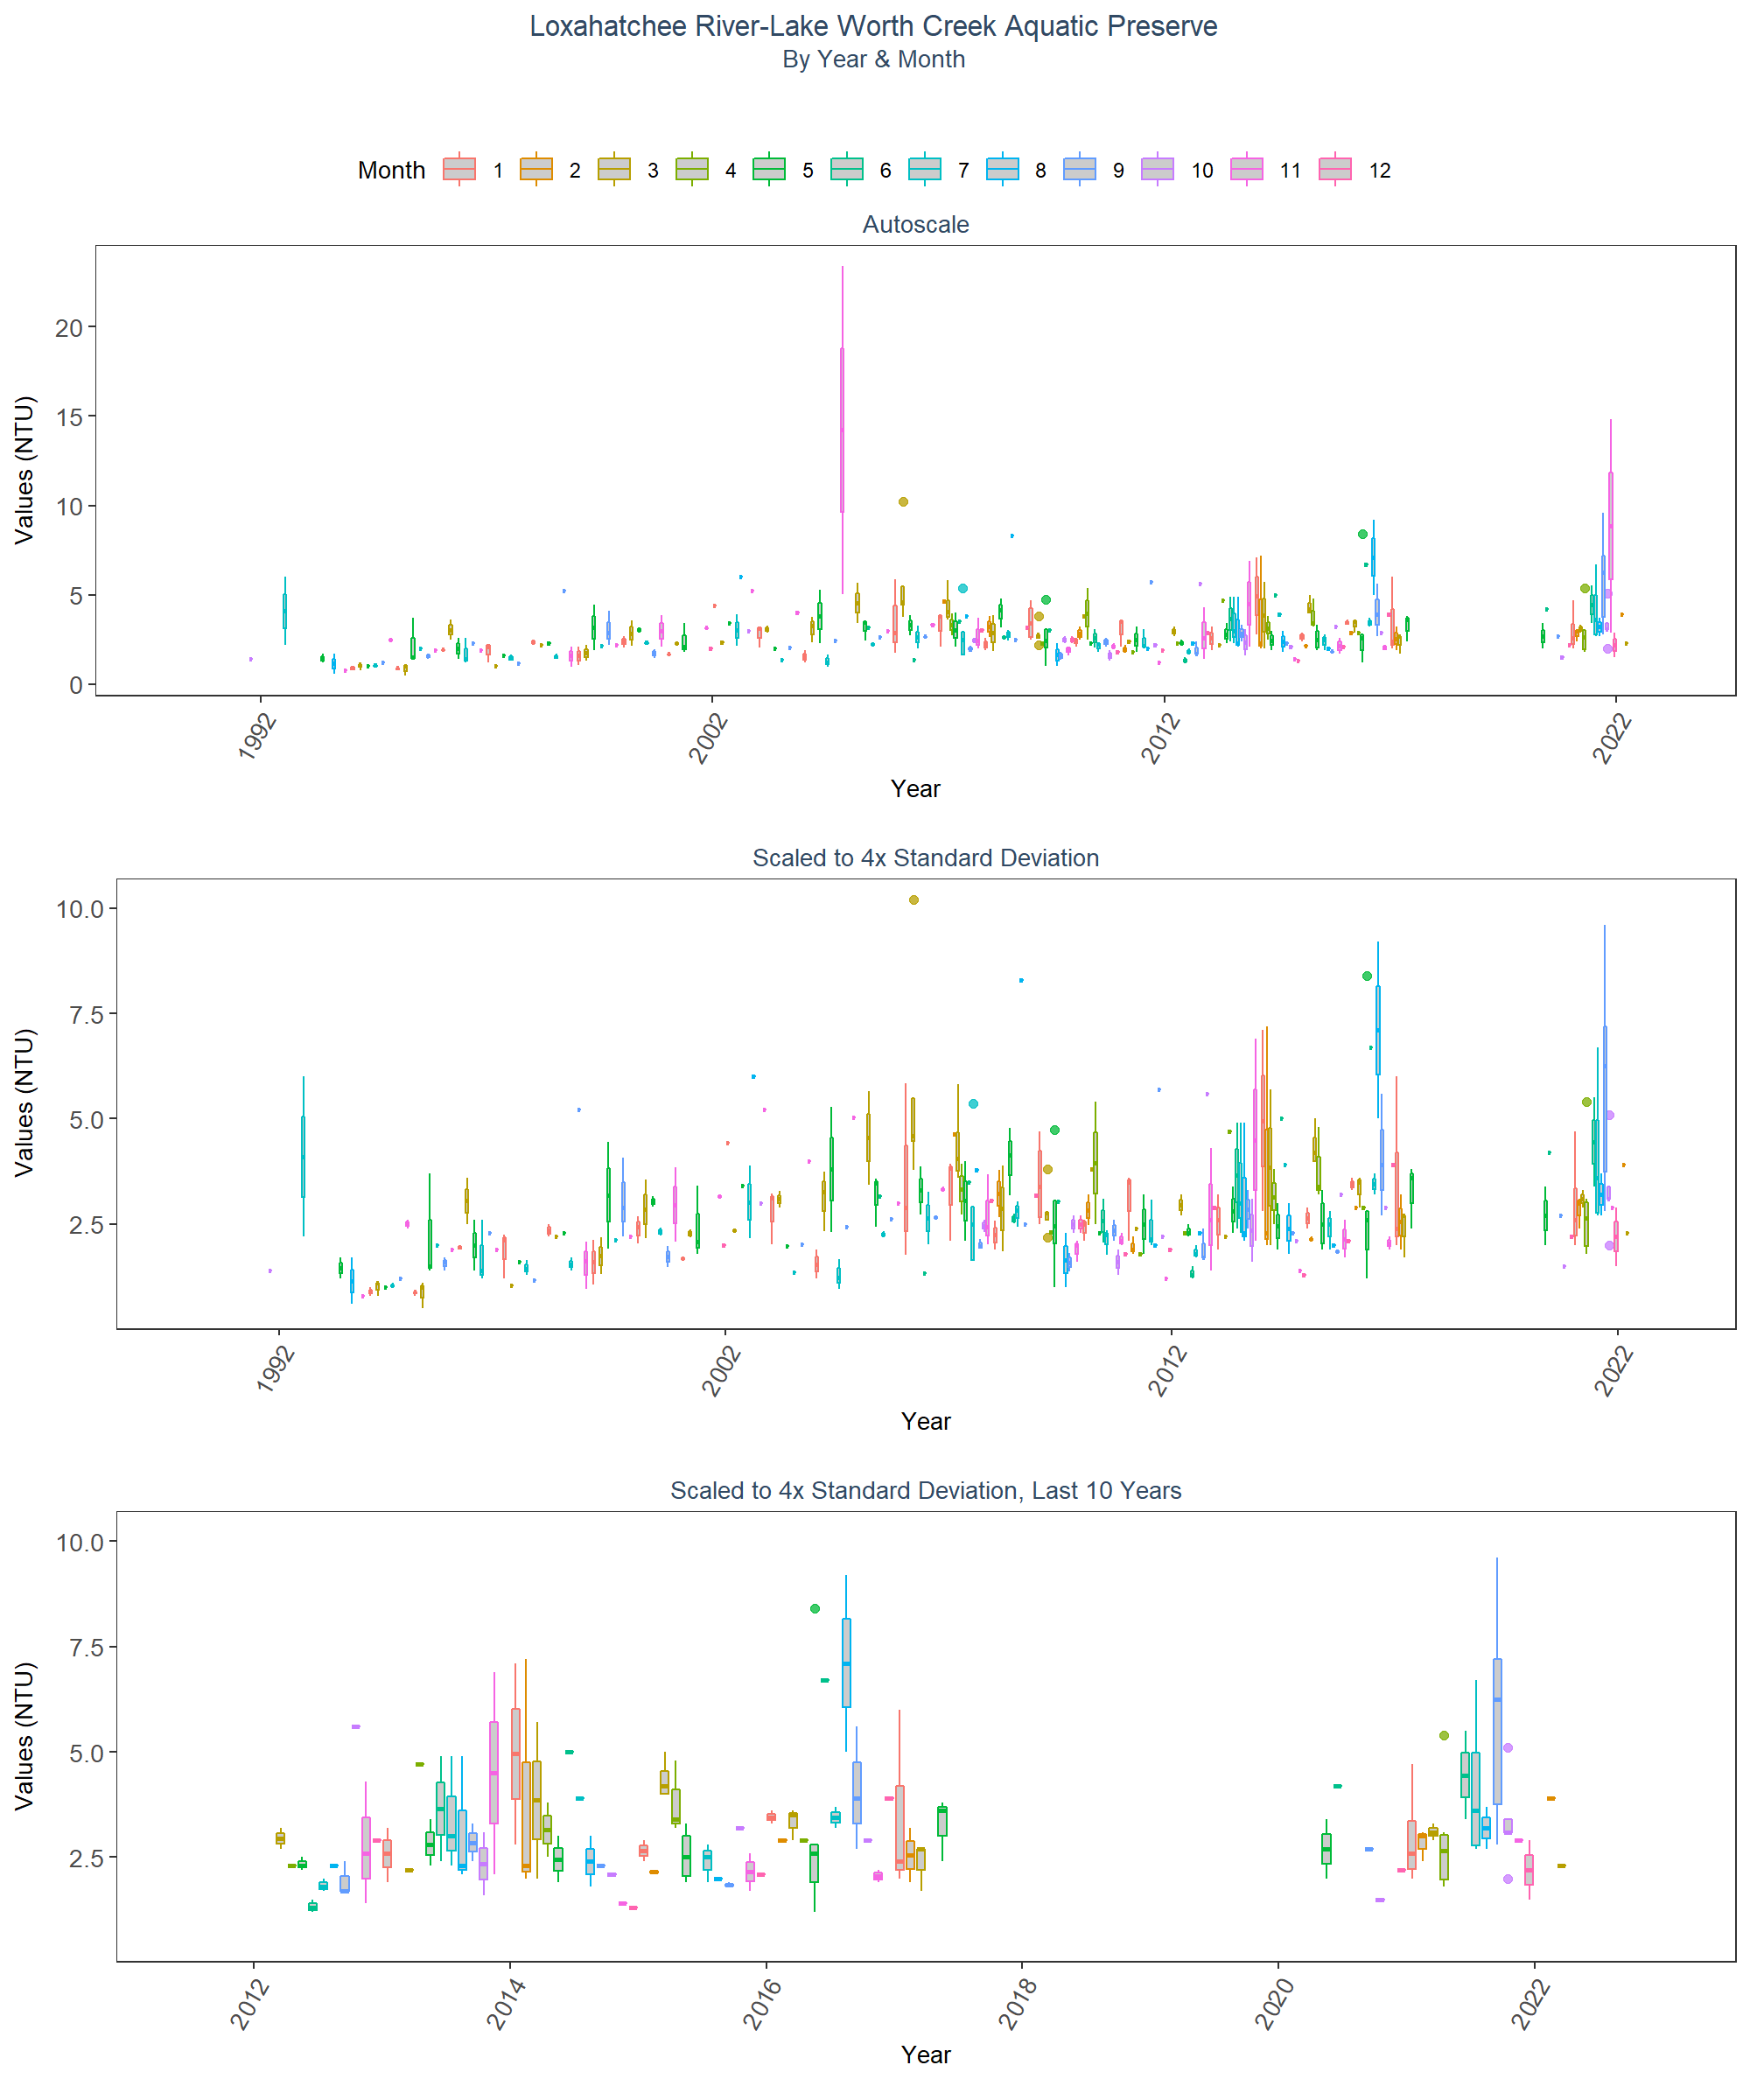 Loxahatchee River-Lake Worth Creek Aquatic Preserve
By Year & Month
Month 1 2 3 4 5 6 7 8 9 10 11 12
Autoscale
Values (NTU)
20
15
10
5
0
1992 2002 2012 2022
Year
Scaled to 4x Standard Deviation
Values (NTU)
10.0
7.5
5.0
2.5
1992 2002 2012 2022
Year
Scaled to 4x Standard Deviation, Last 10 Years
Values (NTU)
10.0
7.5
5.0
2.5
2012 2014 2016 2018 2020 2022
Year